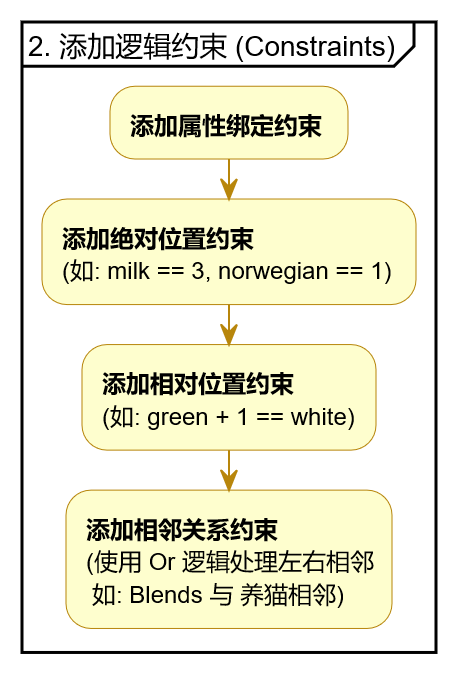 2. 添加逻辑约束 (Constraints)
添加属性绑定约束
添加绝对位置约束
(如: milk == 3, norwegian == 1)
添加相对位置约束
(如: green + 1 == white)
添加相邻关系约束
(使用 Or 逻辑处理左右相邻
如: Blends 与 养猫相邻)